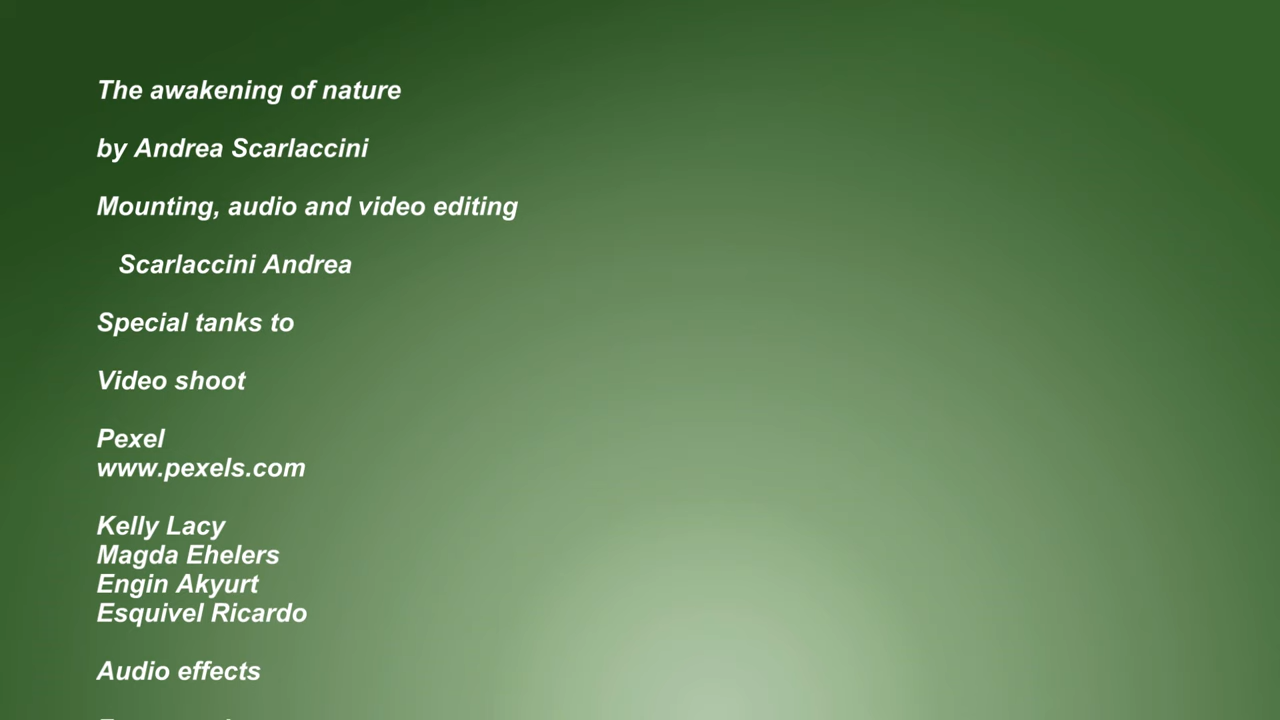 The awakening of nature
by Andrea Scarlaccini
Mounting, audio and video editing
Scarlaccini Andrea
Special tanks to
Video shoot
Pexel
www.pexels.com
Kelly Lacy
Magda Ehelers
Engin Akyurt
Esquivel Ricardo
Audio effects